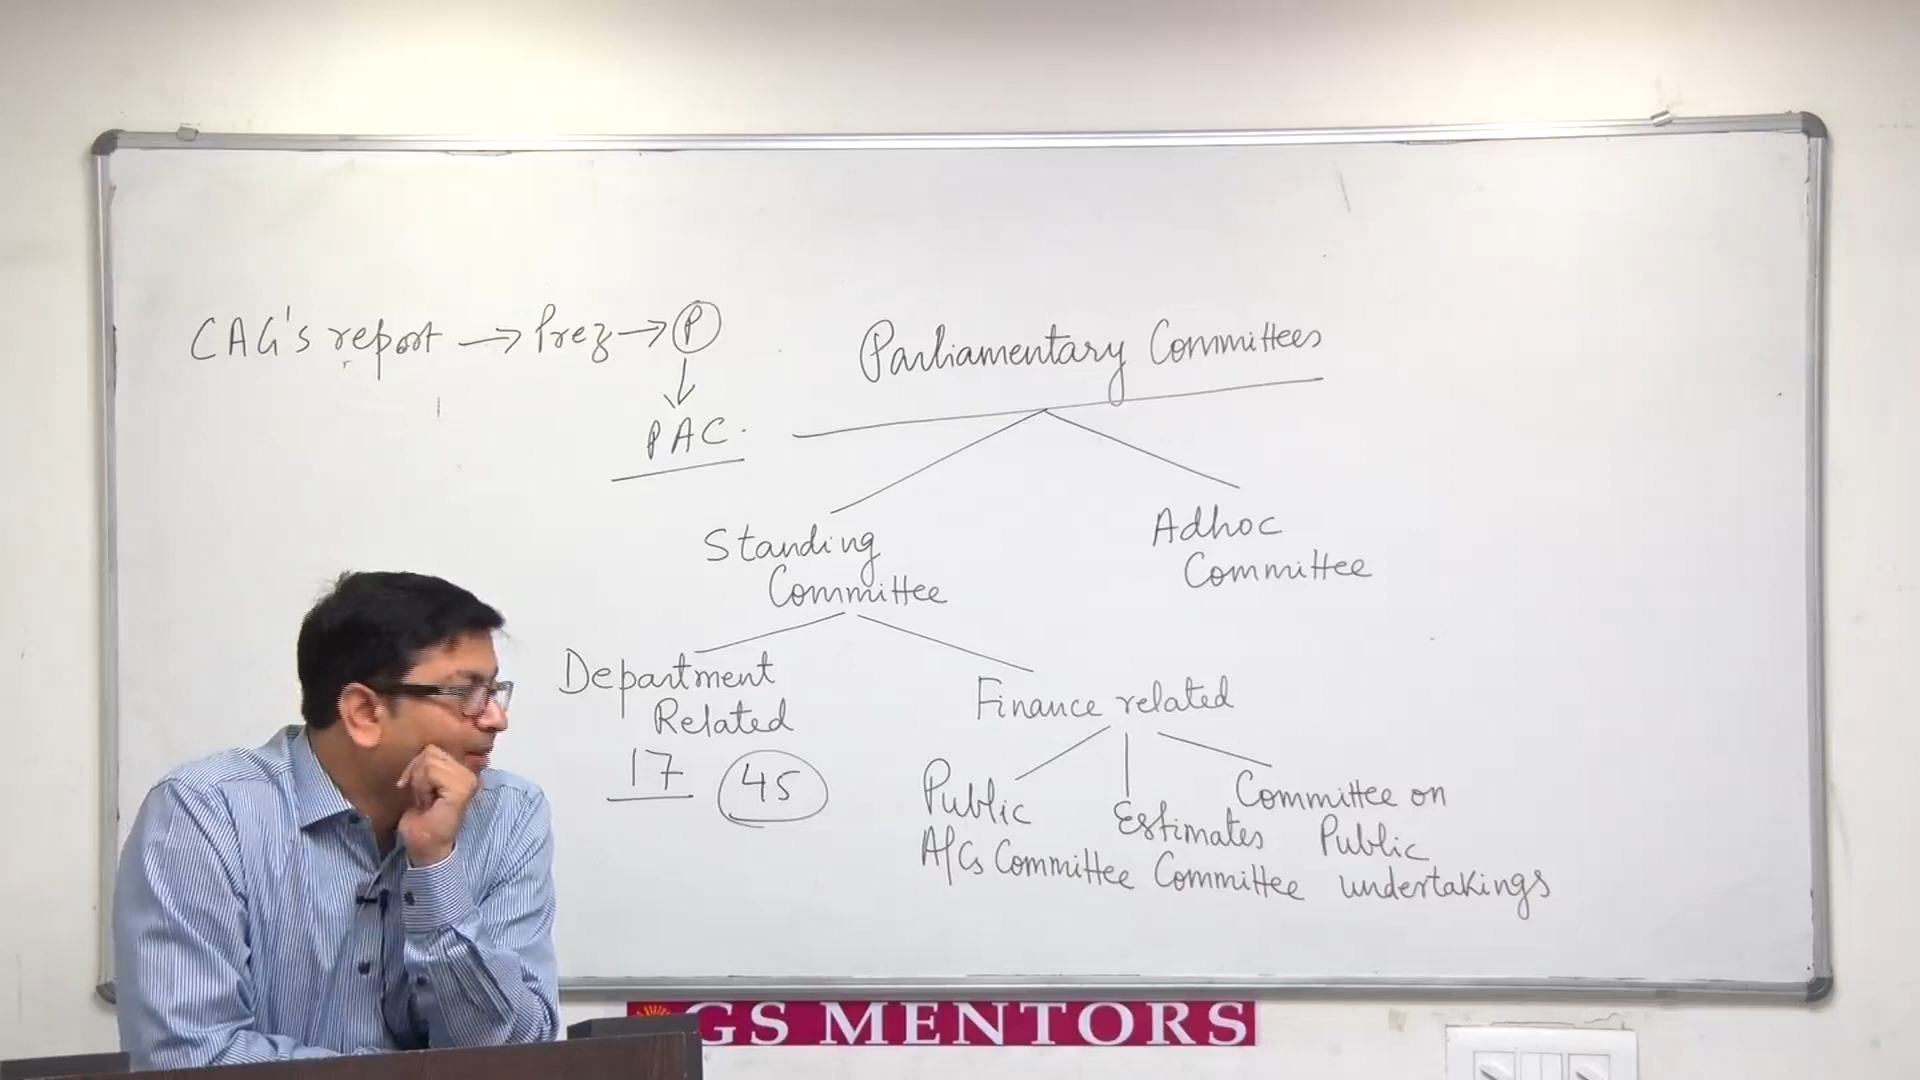 CAG's report → Prez → P
↓
PAC.
Parliamentary Committees
Standing
Committee
Adhoc
Committee
Department
Related
17 45
Finance related
Public
A/Cs Committee
Estimates
Committee
Committee on
Public
undertakings
GS MENTORS